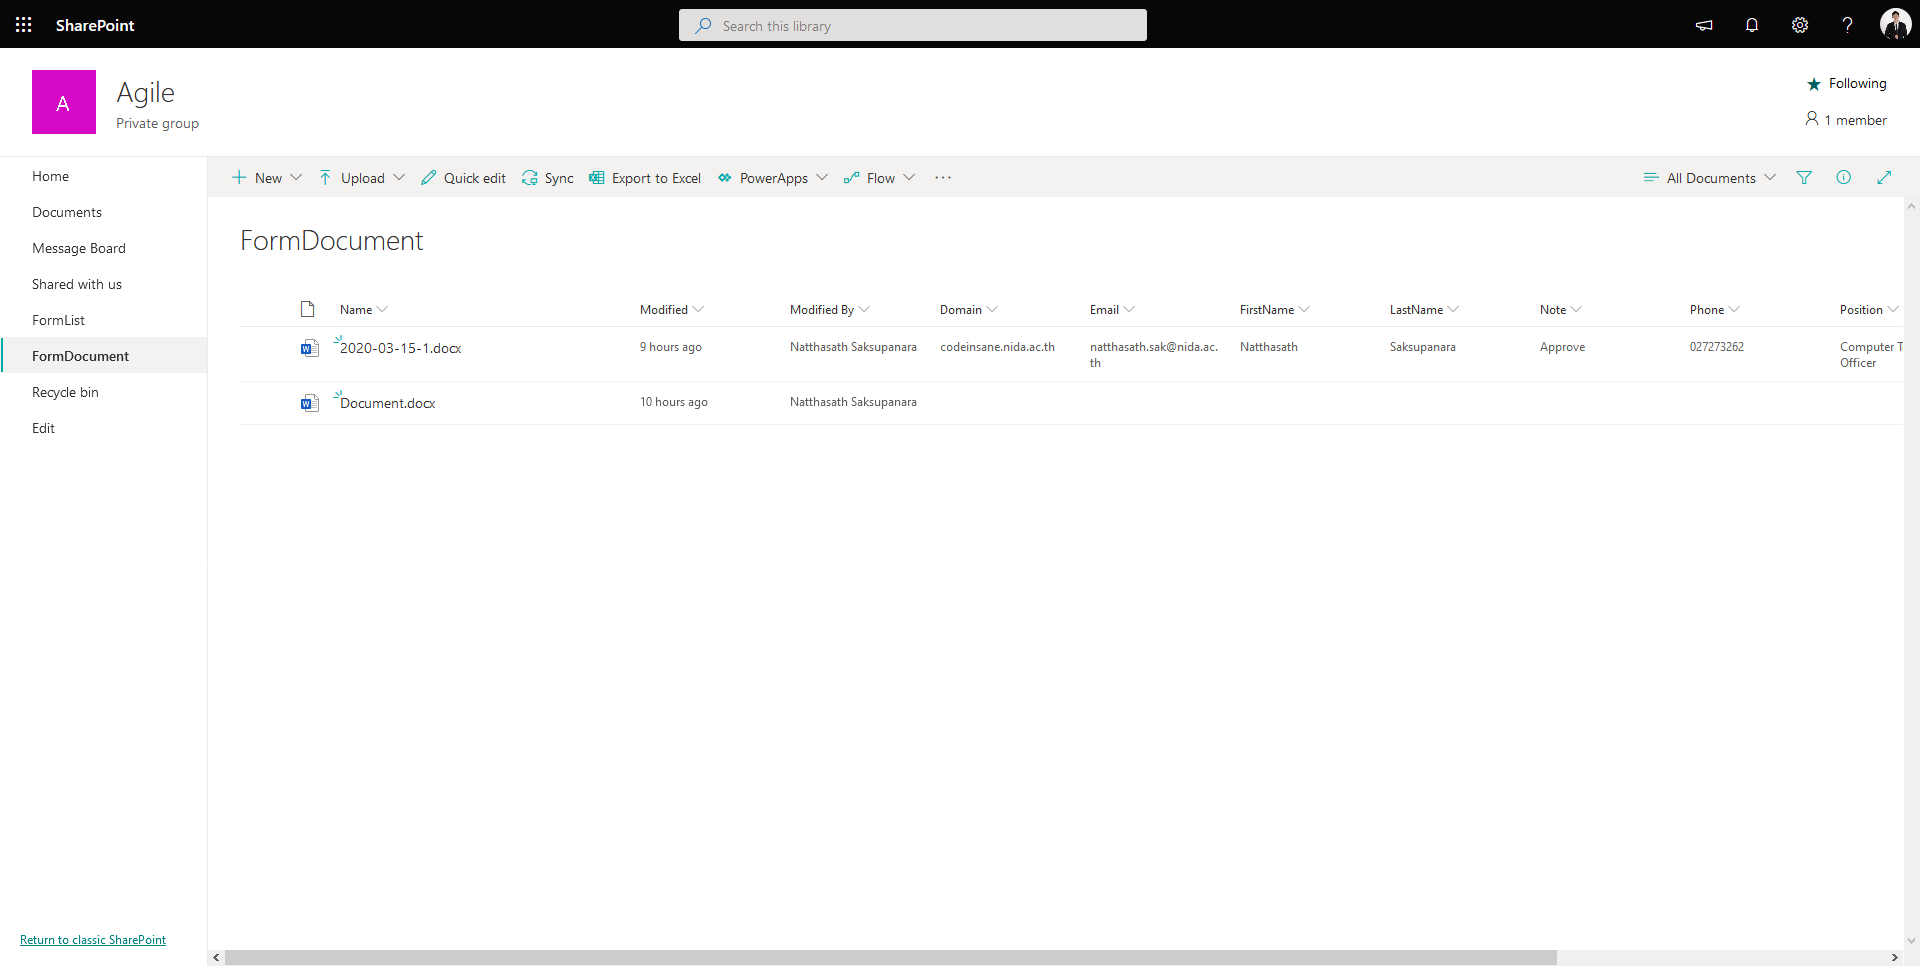 SharePoint
Search this library
A
Agile
Private group
Following
1 member
Home
Documents
Message Board
Shared with us
FormList
FormDocument
Recycle bin
Edit
Return to classic SharePoint
New
Upload
Quick edit
Sync
Export to Excel
PowerApps
Flow
All Documents
FormDocument
Name Modified Modified By Domain Email FirstName LastName Note Phone Position
2020-03-15-1.docx 9 hours ago Natthasath Saksupanara codeinsane.nida.ac.th natthasath.sak@nida.ac. Natthasath Saksupanara Approve 027273262 Computer T
th Officer
Document.docx 10 hours ago Natthasath Saksupanara